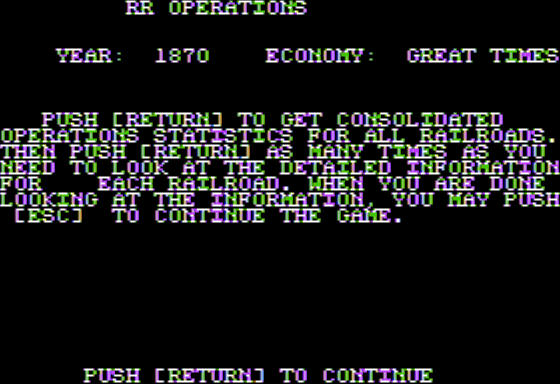 RR OPERATIONS
YEAR: 1870 ECONOMY: GREAT TIMES
PUSH [RETURN] TO GET CONSOLIDATED
OPERATIONS STATISTICS FOR ALL RAILROADS.
THEN PUSH [RETURN] AS MANY TIMES AS YOU
NEED TO LOOK AT THE DETAILED INFORMATION
FOR EACH RAILROAD. WHEN YOU ARE DONE
LOOKING AT THE INFORMATION, YOU MAY PUSH
[ESC] TO CONTINUE THE GAME.
PUSH [RETURN] TO CONTINUE